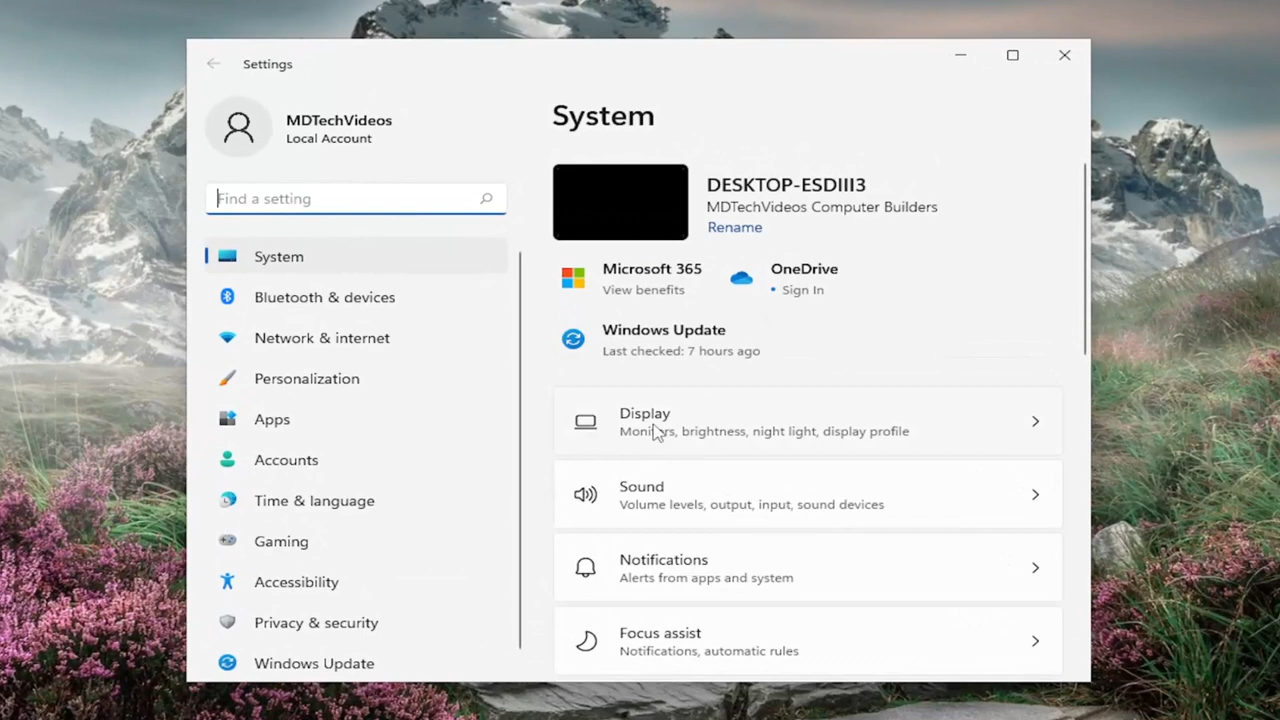 Settings
MDTechVideos
Local Account
Find a setting
System
Bluetooth & devices
Network & internet
Personalization
Apps
Accounts
Time & language
Gaming
Accessibility
Privacy & security
Windows Update
System
DESKTOP-ESDIII3
MDTechVideos Computer Builders
Rename
Microsoft 365
View benefits
OneDrive
• Sign In
Windows Update
Last checked: 7 hours ago
Display
Monitors, brightness, night light, display profile
Sound
Volume levels, output, input, sound devices
Notifications
Alerts from apps and system
Focus assist
Notifications, automatic rules